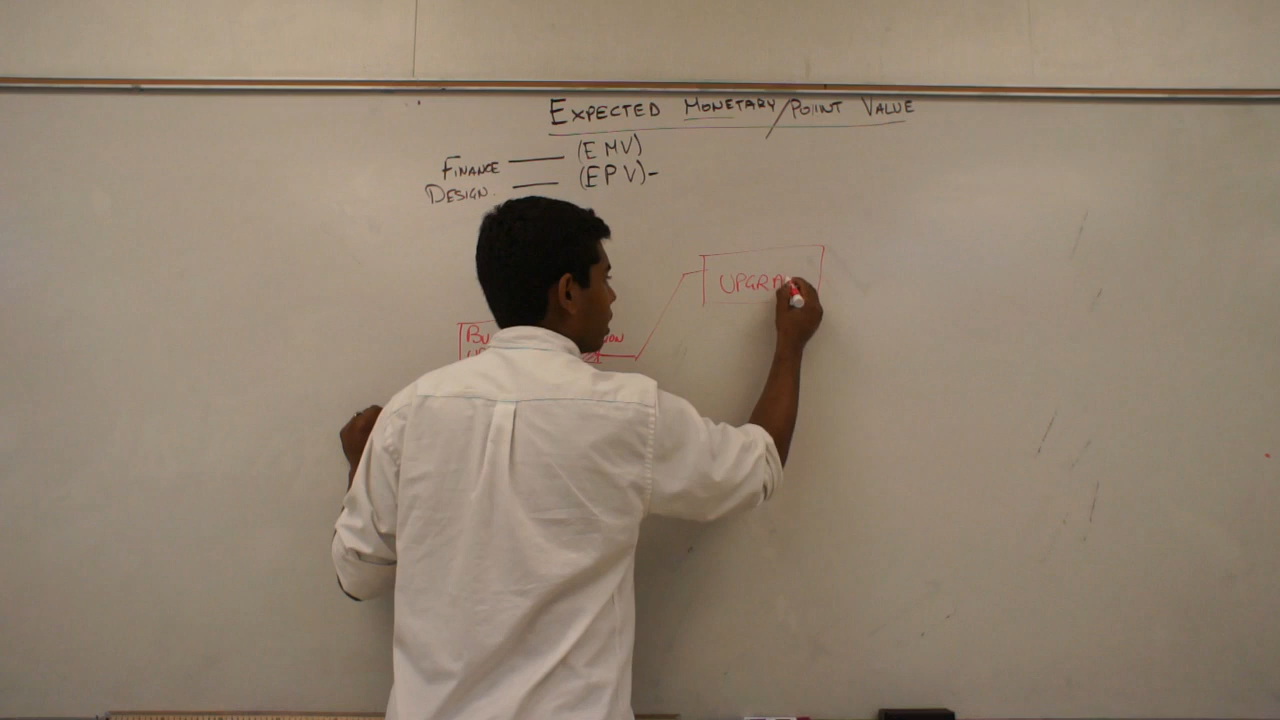 EXPECTED MONETARY/POINT VALUE
FINANCE — (EMV)
DESIGN. — (EPV)-
UPGRA